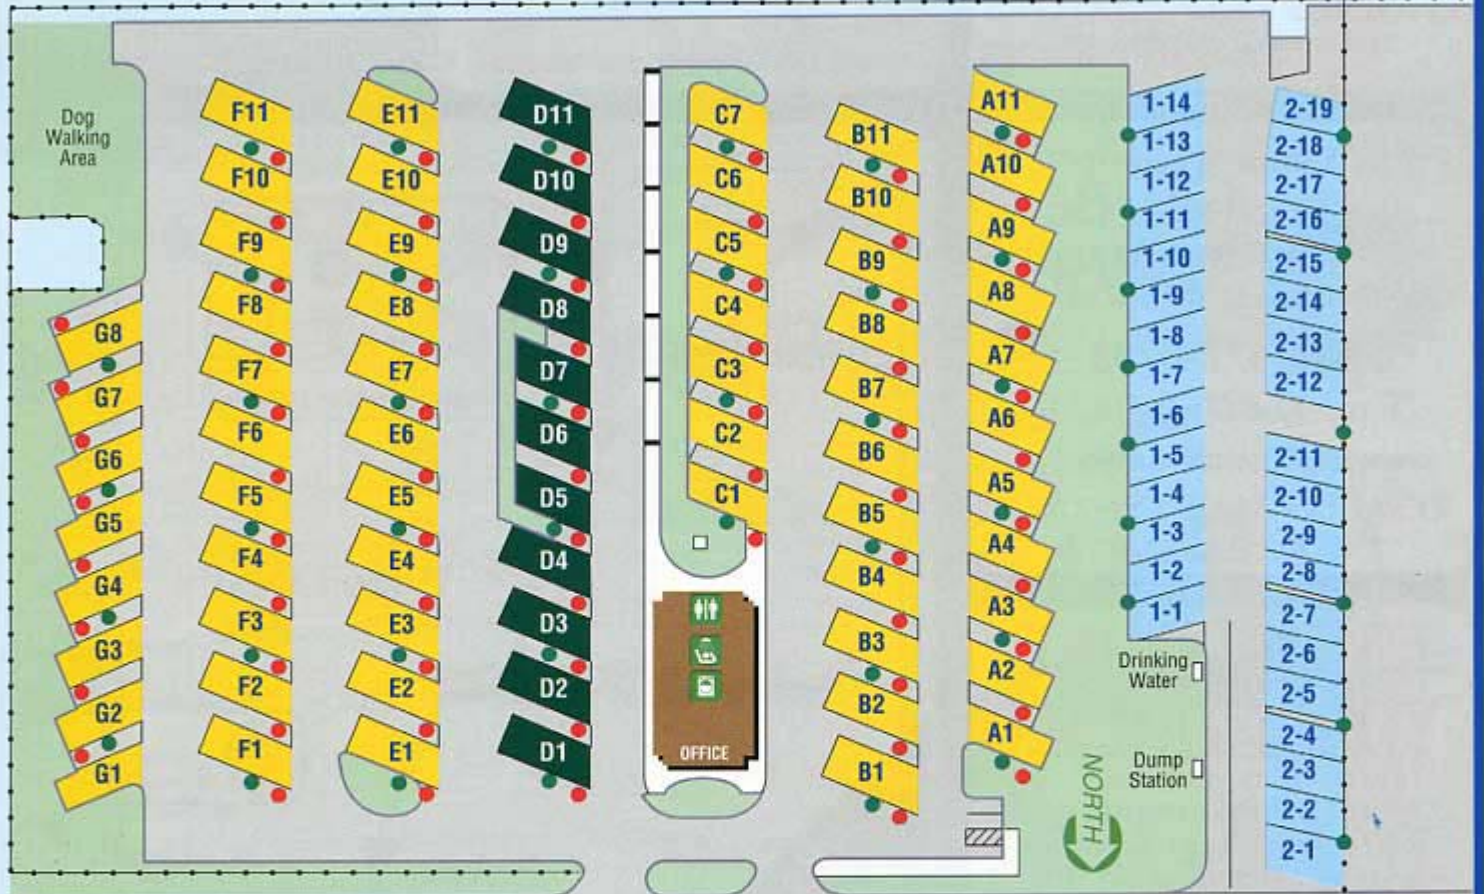 Dog
Walking
Area
G8
G7
G6
G5
G4
G3
G2
G1
F11
F10
F9
F8
F7
F6
F5
F4
F3
F2
F1
E11
E10
E9
E8
E7
E6
E5
E4
E3
E2
E1
D11
D10
D9
D8
D7
D6
D5
D4
D3
D2
D1
C7
C6
C5
C4
C3
C2
C1
OFFICE
B11
B10
B9
B8
B7
B6
B5
B4
B3
B2
B1
A11
A10
A9
A8
A7
A6
A5
A4
A3
A2
A1
1-14
1-13
1-12
1-11
1-10
1-9
1-8
1-7
1-6
1-5
1-4
1-3
1-2
1-1
Drinking
Water
Dump
Station
NORTH
2-19
2-18
2-17
2-16
2-15
2-14
2-13
2-12
2-11
2-10
2-9
2-8
2-7
2-6
2-5
2-4
2-3
2-2
2-1